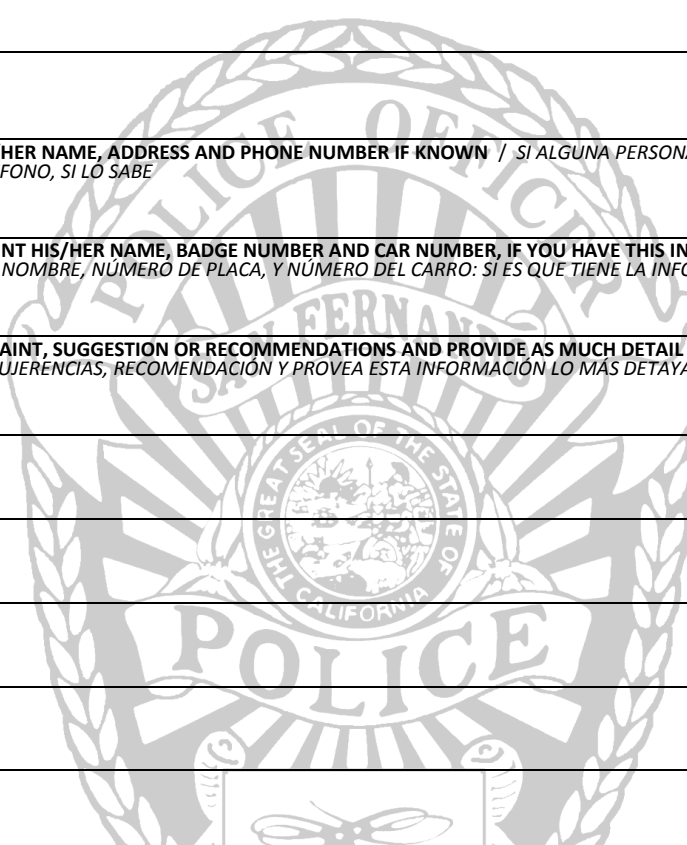 POLICE OFFICER
HER NAME, ADDRESS AND PHONE NUMBER IF KNOWN / SI ALGUNA PERSONA
FONO, SI LO SABE
NT HIS/HER NAME, BADGE NUMBER AND CAR NUMBER, IF YOU HAVE THIS IN
NOMBRE, NÚMERO DE PLACA, Y NÚMERO DEL CARRO: SI ES QUE TIENE LA INFO
SAN FERNANDO
AINT, SUGGESTION OR RECOMMENDATIONS AND PROVIDE AS MUCH DETAIL
UJERENCIAS, RECOMENDACIÓN Y PROVEA ESTA INFORMACIÓN LO MÁS DETAYA
THE GREAT SEAL OF THE STATE OF CALIFORNIA
POLICE